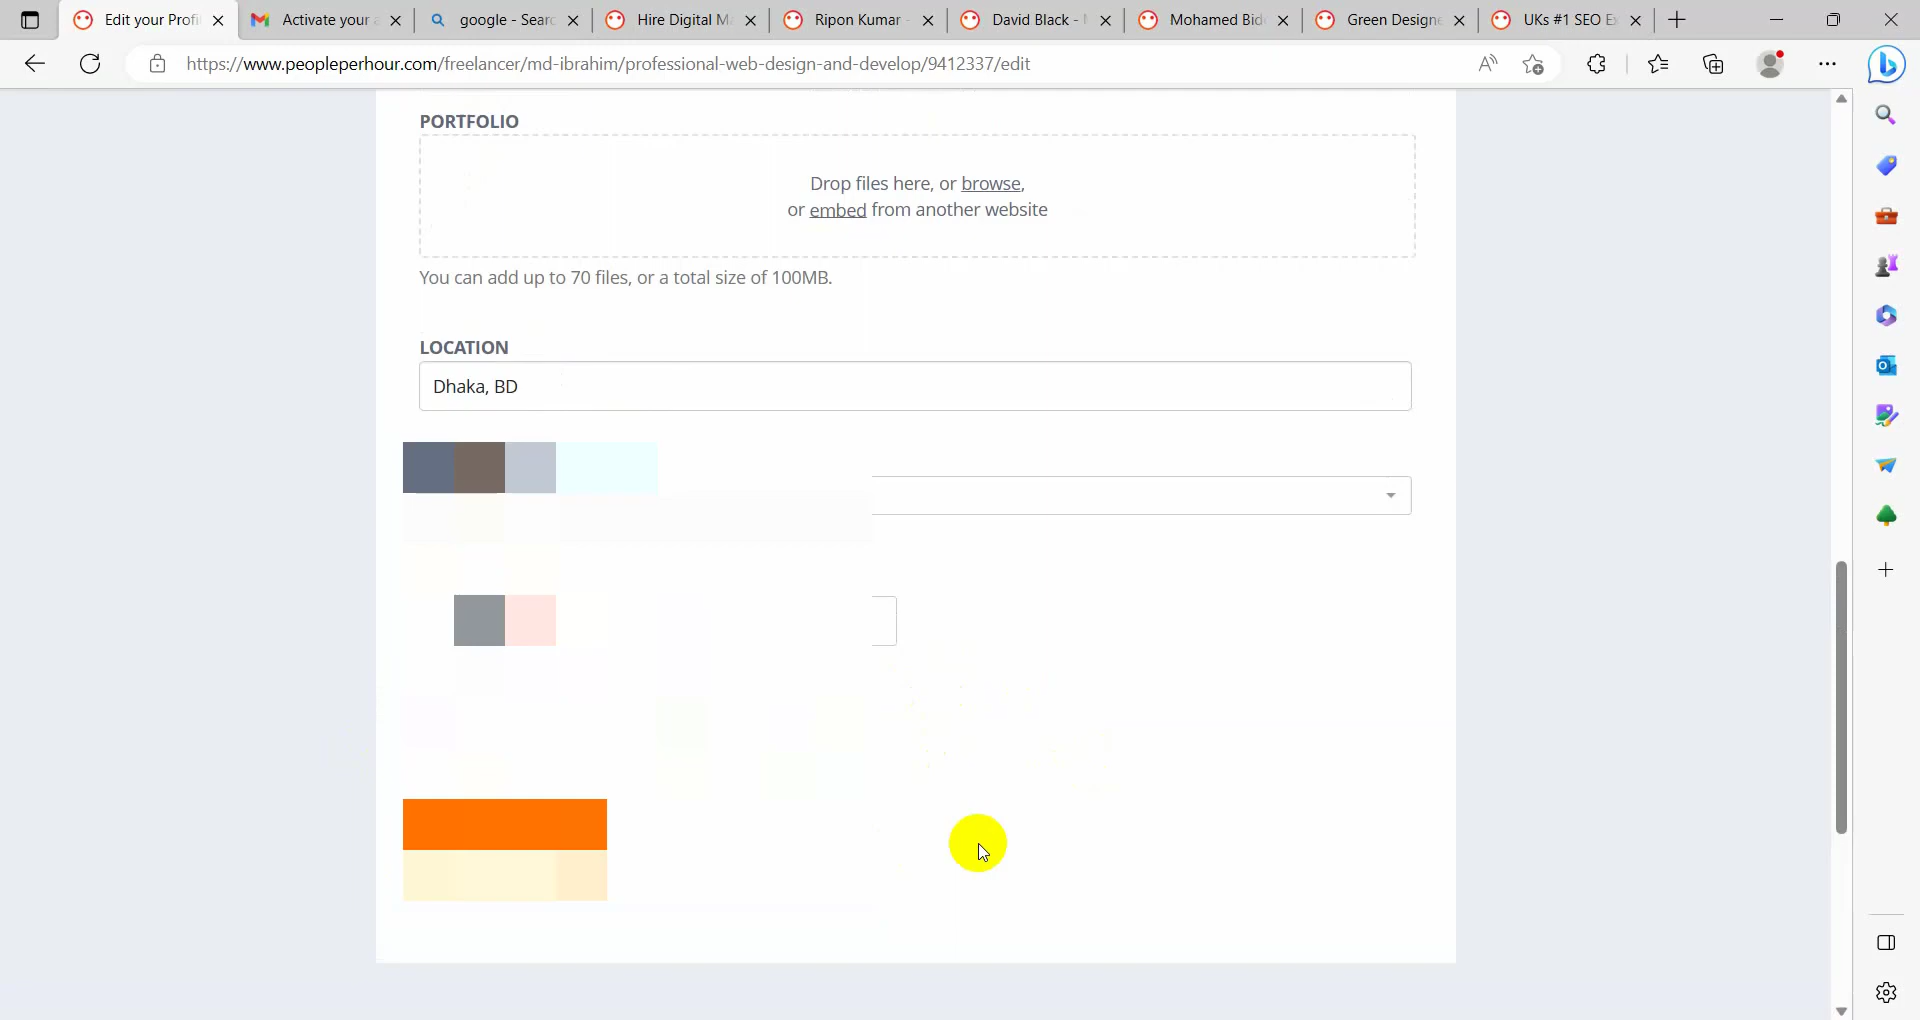 Edit your Profi
Activate your a
google - Searc
Hire Digital M
Ripon Kumar -
David Black -
Mohamed Bid
Green Designe
UKs #1 SEO Ex
https://www.peopleperhour.com/freelancer/md-ibrahim/professional-web-design-and-develop/9412337/edit
PORTFOLIO
Drop files here, or browse,
or embed from another website
You can add up to 70 files, or a total size of 100MB.
LOCATION
Dhaka, BD